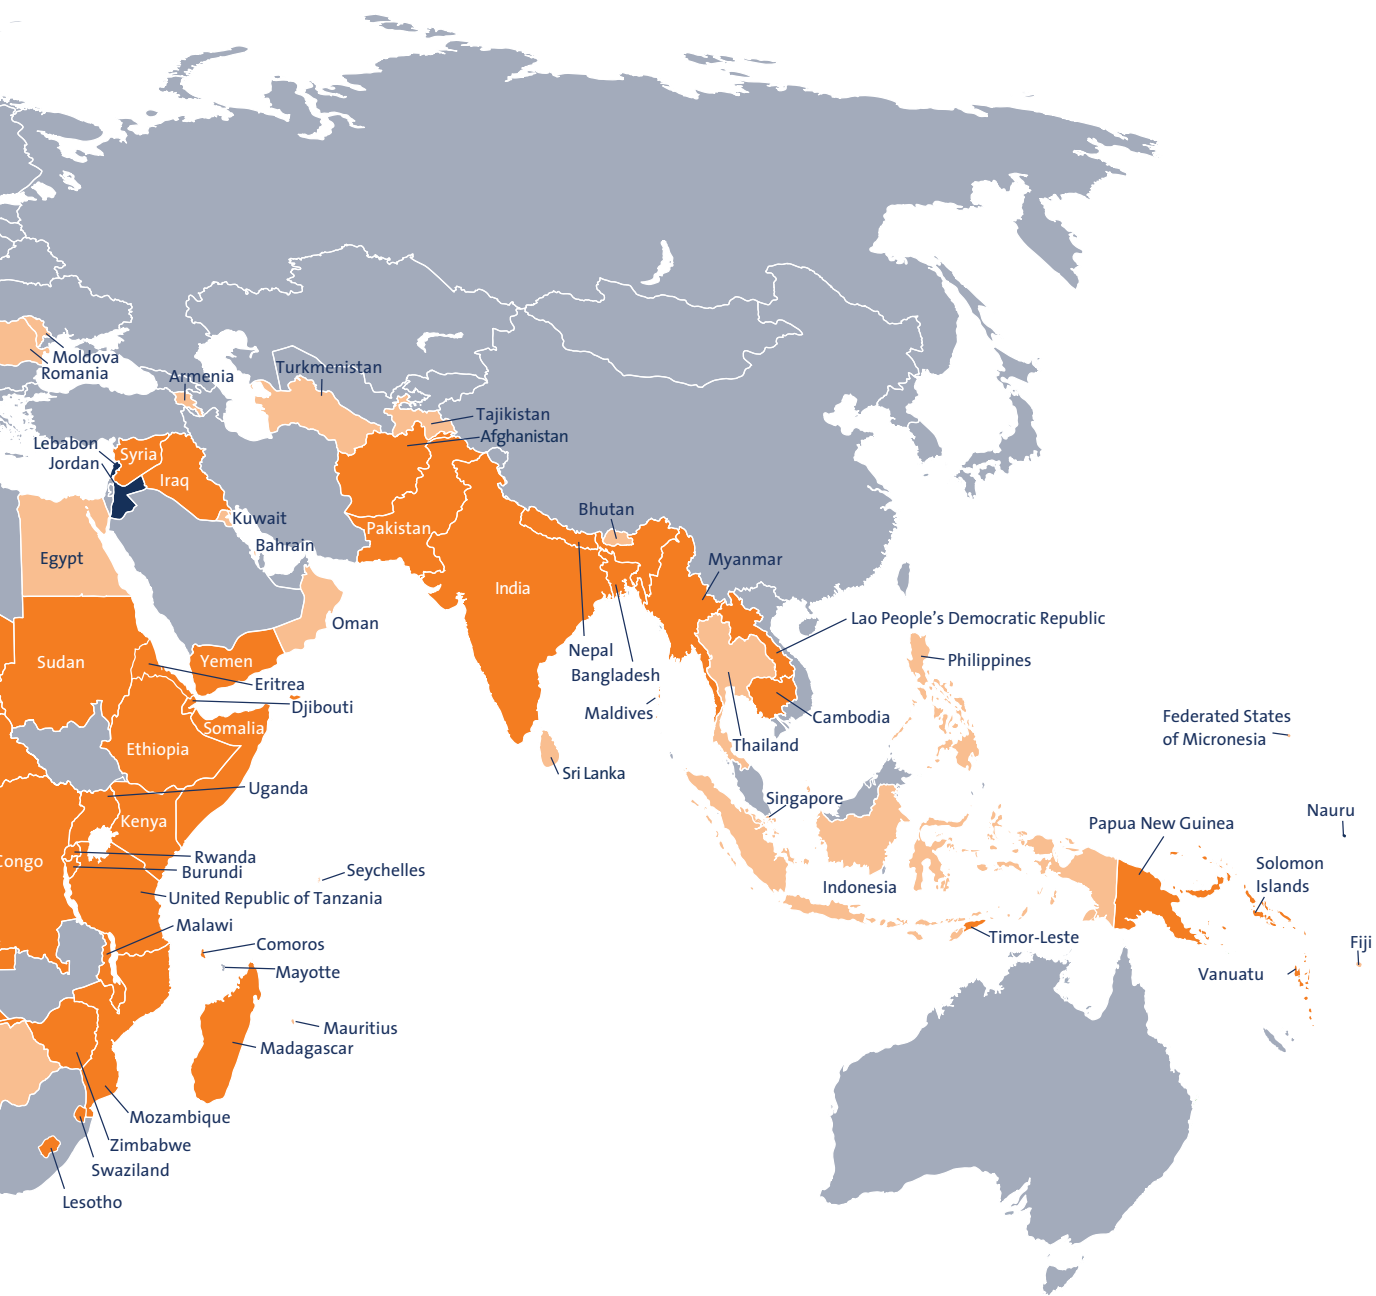 Moldova
Romania
Armenia
Turkmenistan
Tajikistan
Afghanistan
Lebabon
Jordan
Syria
Iraq
Kuwait
Bahrain
Egypt
Pakistan
Bhutan
India
Myanmar
Oman
Lao People's Democratic Republic
Nepal
Bangladesh
Philippines
Sudan
Yemen
Eritrea
Djibouti
Maldives
Cambodia
Federated States
of Micronesia
Somalia
Ethiopia
Thailand
Sri Lanka
Uganda
Singapore
Nauru
Kenya
Papua New Guinea
Congo
Rwanda
Burundi
Seychelles
Solomon
Islands
Indonesia
United Republic of Tanzania
Malawi
Timor-Leste
Comoros
Fiji
Mayotte
Vanuatu
Mauritius
Madagascar
Mozambique
Zimbabwe
Swaziland
Lesotho